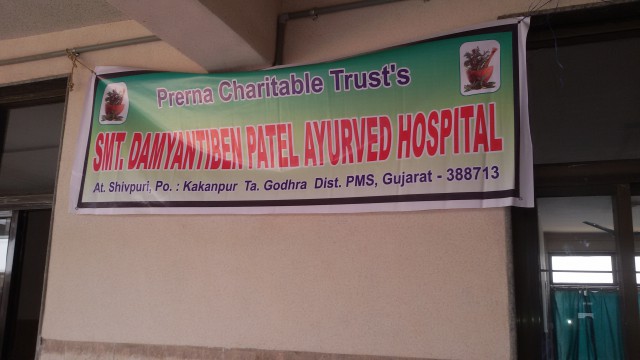 Prerna Charitable Trust's
SMT. DAMYANTIBEN PATEL AYURVED HOSPITAL
At. Shivpuri, Po. : Kakanpur Ta. Godhra Dist. PMS, Gujarat - 388713